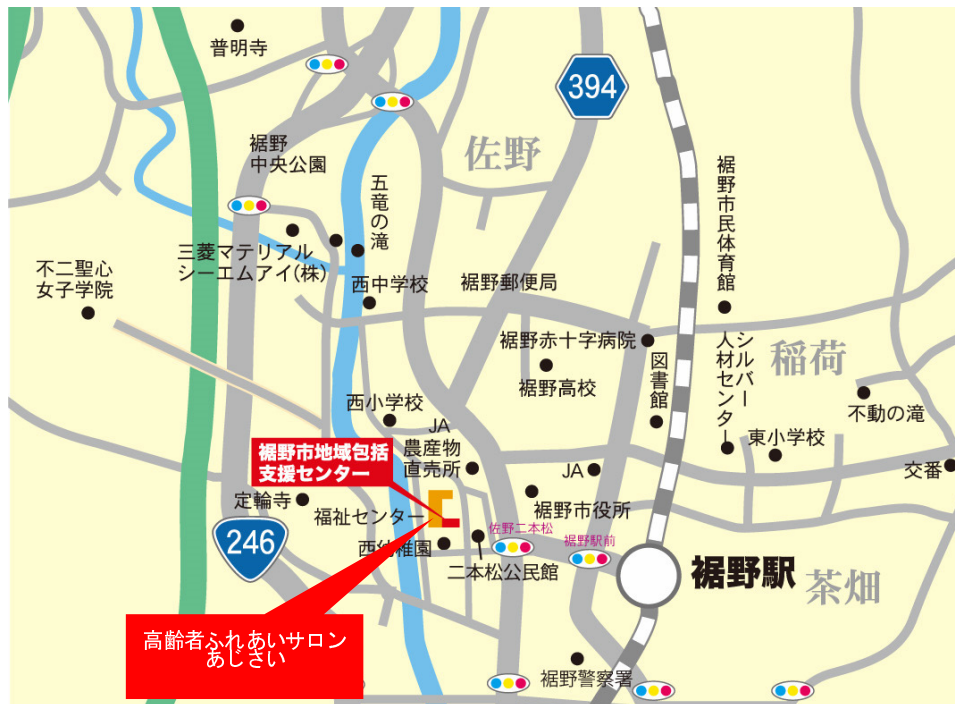 普明寺
394
裾野
中央公園
佐野
五竜の滝
裾野市民体育館
三菱マテリアル
シーエムアイ(株)
不二聖心
女子学院
西中学校
裾野郵便局
裾野赤十字病院
図書館
シルバー
人材センター
稲荷
裾野高校
不動の滝
西小学校
JA
農産物
直売所
東小学校
裾野市地域包括
支援センター
JA
交番
定輪寺
福祉センター
裾野市役所
246
佐野二本松
裾野駅前
西幼稚園
二本松公民館
裾野駅
茶畑
高齢者ふれあいサロン
あじさい
裾野警察署